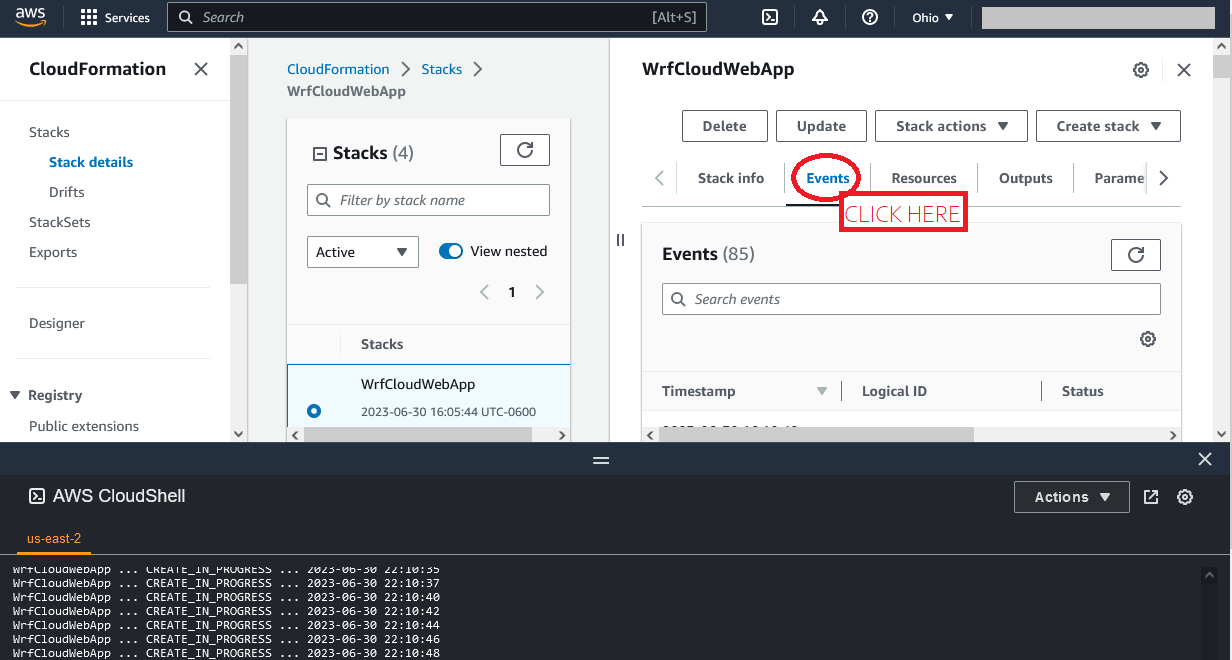 aws
Services
Search
[Alt+S]
Ohio
CloudFormation
Stacks
Stack details
Drifts
StackSets
Exports
Designer
Registry
Public extensions
CloudFormation
Stacks
WrfCloudWebApp
Stacks (4)
Filter by stack name
Active
View nested
1
Stacks
WrfCloudWebApp
2023-06-30 16:05:44 UTC-0600
WrfCloudWebApp
Delete
Update
Stack actions
Create stack
Stack info
Events
Resources
Outputs
Parame
CLICK HERE
Events (85)
Search events
Timestamp
Logical ID
Status
AWS CloudShell
Actions
us-east-2
WrfCloudWebApp ... CREATE_IN_PROGRESS ... 2023-06-30 22:10:35
WrfCloudWebApp ... CREATE_IN_PROGRESS ... 2023-06-30 22:10:37
WrfCloudWebApp ... CREATE_IN_PROGRESS ... 2023-06-30 22:10:40
WrfCloudWebApp ... CREATE_IN_PROGRESS ... 2023-06-30 22:10:42
WrfCloudWebApp ... CREATE_IN_PROGRESS ... 2023-06-30 22:10:44
WrfCloudWebApp ... CREATE_IN_PROGRESS ... 2023-06-30 22:10:46
WrfCloudWebApp ... CREATE_IN_PROGRESS ... 2023-06-30 22:10:48